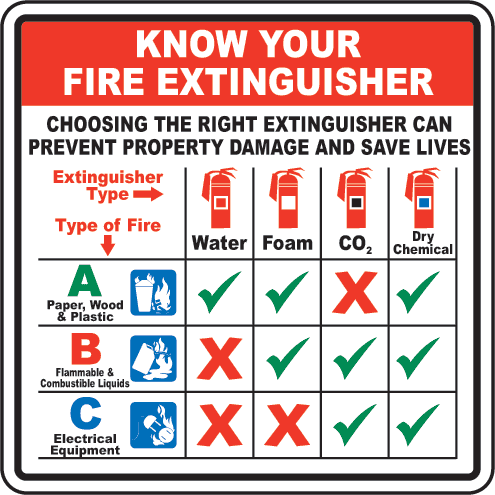 KNOW YOUR
FIRE EXTINGUISHER
CHOOSING THE RIGHT EXTINGUISHER CAN
PREVENT PROPERTY DAMAGE AND SAVE LIVES
Extinguisher
Type
Type of Fire
Water
Foam
CO₂
Dry
Chemical
A
Paper, Wood
& Plastic
B
Flammable &
Combustible Liquids
C
Electrical
Equipment